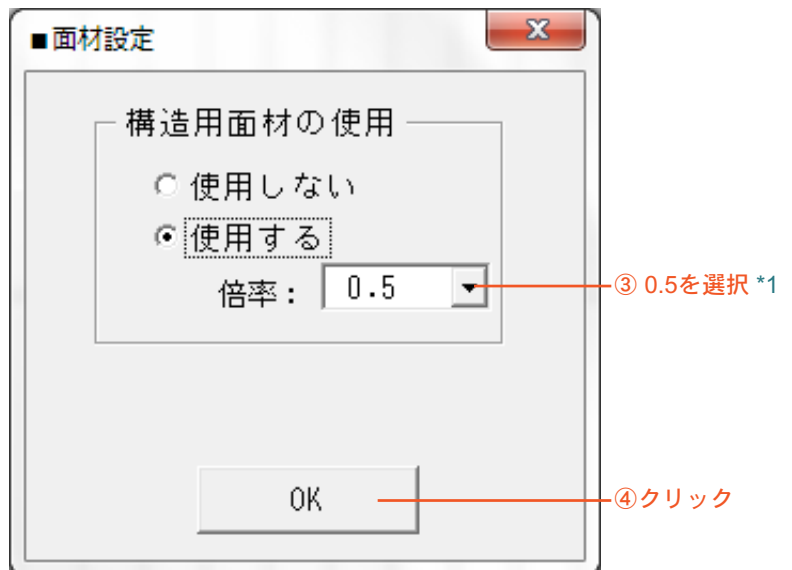 ■面材設定
構造用面材の使用
使用しない
使用する
倍率： 0.5
③ 0.5を選択 *1
OK
④クリック